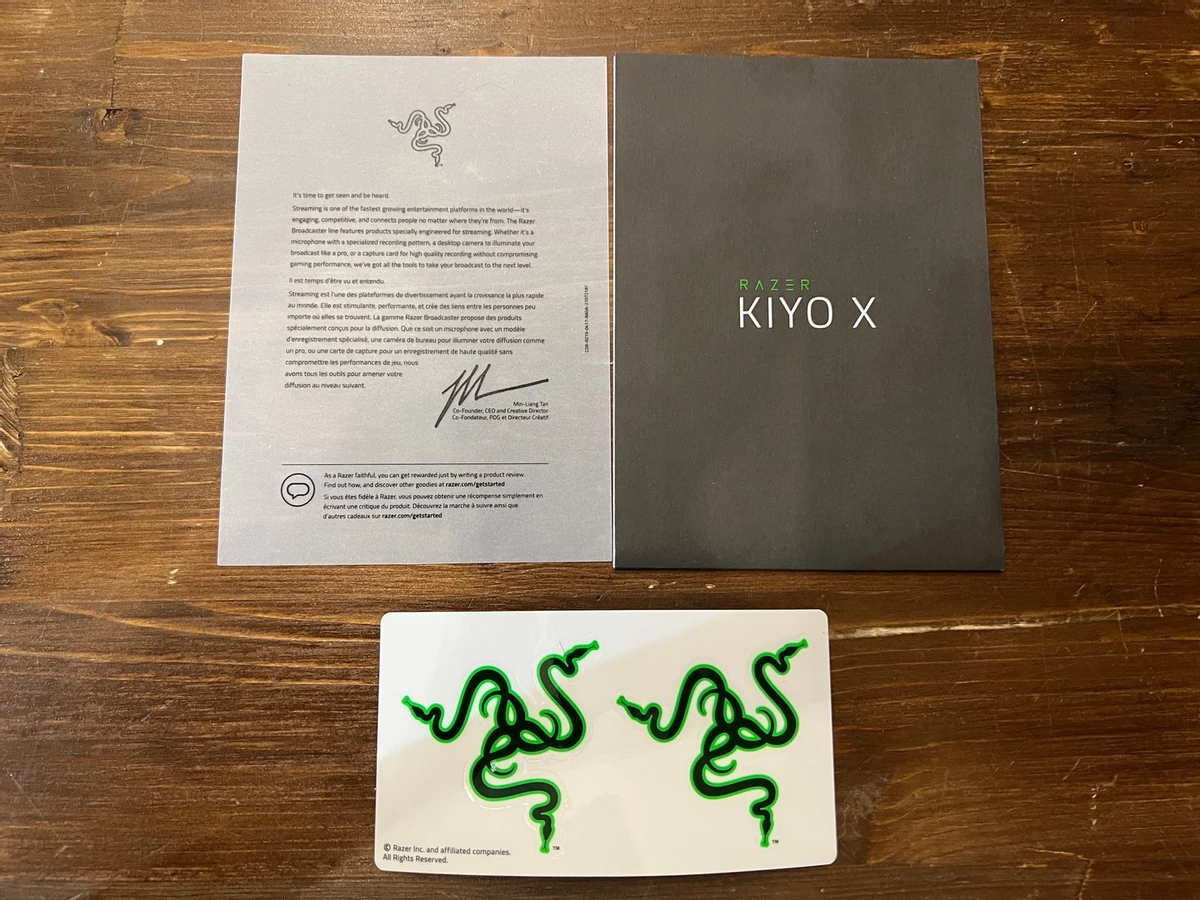 It's time to get seen and be heard.
Streaming is one of the fastest growing entertainment platforms in the world—it's
engaging, competitive, and connects people no matter where they're from. The Razer
Broadcaster line features products specially engineered for streaming. Whether it's a
microphone with a specialized recording pattern, a desktop camera to illuminate your
broadcast like a pro, or a capture card for high quality recording without compromising
gaming performance, we've got all the tools to take your broadcast to the next level.
Il est temps d'être vu et entendu.
Streaming est l'une des plateformes de divertissement ayant la croissance la plus rapide
au monde. Elle est stimulante, performante, et crée des liens entre les personnes peu
importe où elles se trouvent. La gamme Razer Broadcaster propose des produits
spécialement conçus pour la diffusion. Que ce soit un microphone avec un modèle
d'enregistrement spécialisé, une caméra de bureau pour illuminer votre diffusion comme
un pro, ou une carte de capture pour un enregistrement de haute qualité sans
compromettre les performances de jeu, nous
avons tous les outils pour amener votre
diffusion au niveau suivant.
Min-Liang Tan
Co-Founder, CEO and Creative Director
Co-Fondateur, PDG et Directeur Créatif
As a Razer faithful, you can get rewarded just by writing a product review.
Find out how, and discover other goodies at razer.com/getstarted
Si vous êtes fidèle à Razer, vous pouvez obtenir une récompense simplement en
écrivant une critique du produit. Découvrez la marche à suivre ainsi que
d'autres cadeaux sur razer.com/getstarted
RAZER
KIYO X
TM
TM
© Razer Inc. and affiliated companies.
All Rights Reserved.